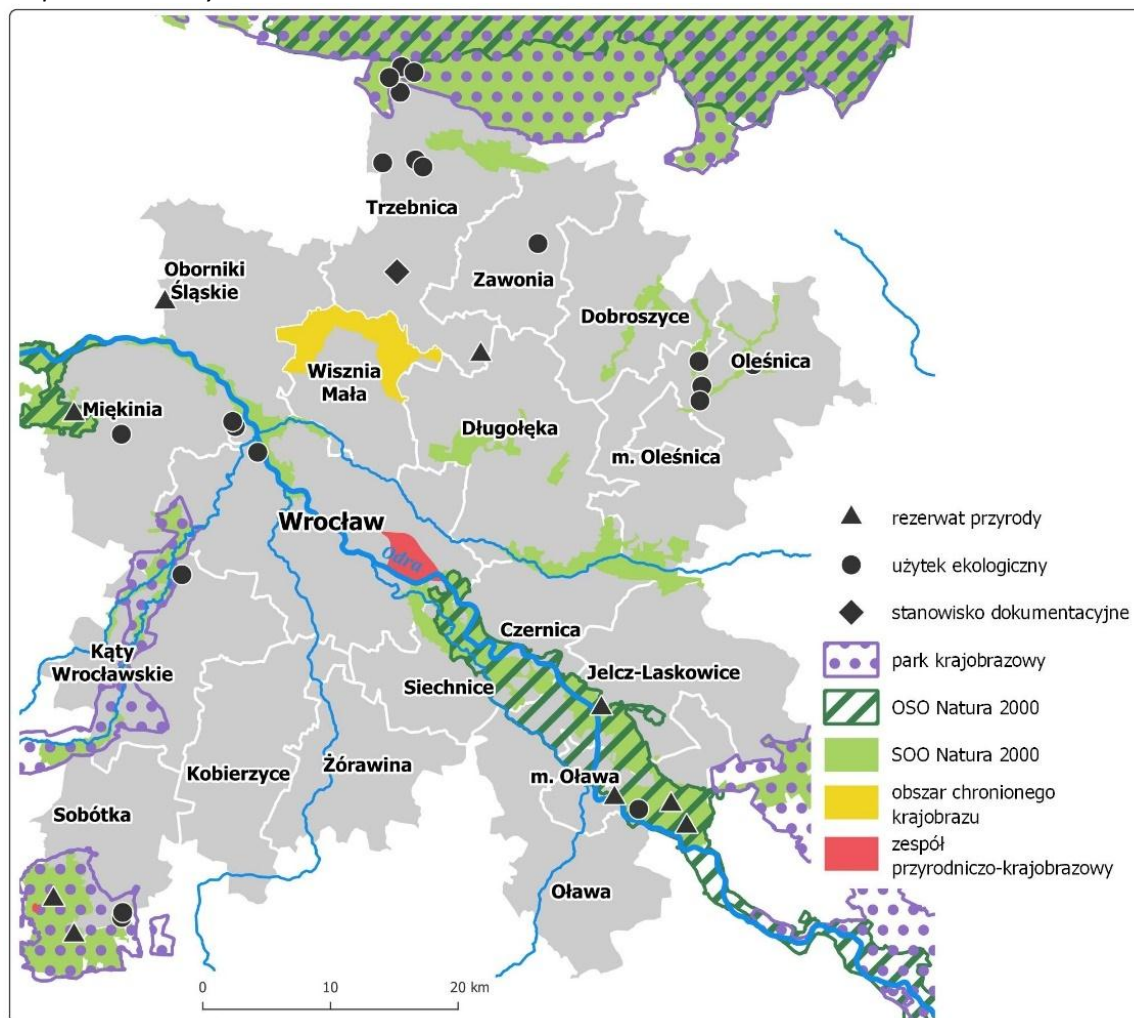 Trzebnica
Oborniki
Śląskie
Zawonia
Dobroszyce
Oleśnica
Wisznia
Mała
Miękinia
Długołęka
m. Oleśnica
Wrocław
Odra
Czernica
Kąty
Wrocławskie
Siechnice
Jelcz-Laskowice
Kobierzyce
Żórawina
m. Oława
Sobótka
Oława
rezerwat przyrody
użytek ekologiczny
stanowisko dokumentacyjne
park krajobrazowy
OSO Natura 2000
SOO Natura 2000
obszar chronionego
krajobrazu
zespół
przyrodniczo-krajobrazowy
0 10 20 km